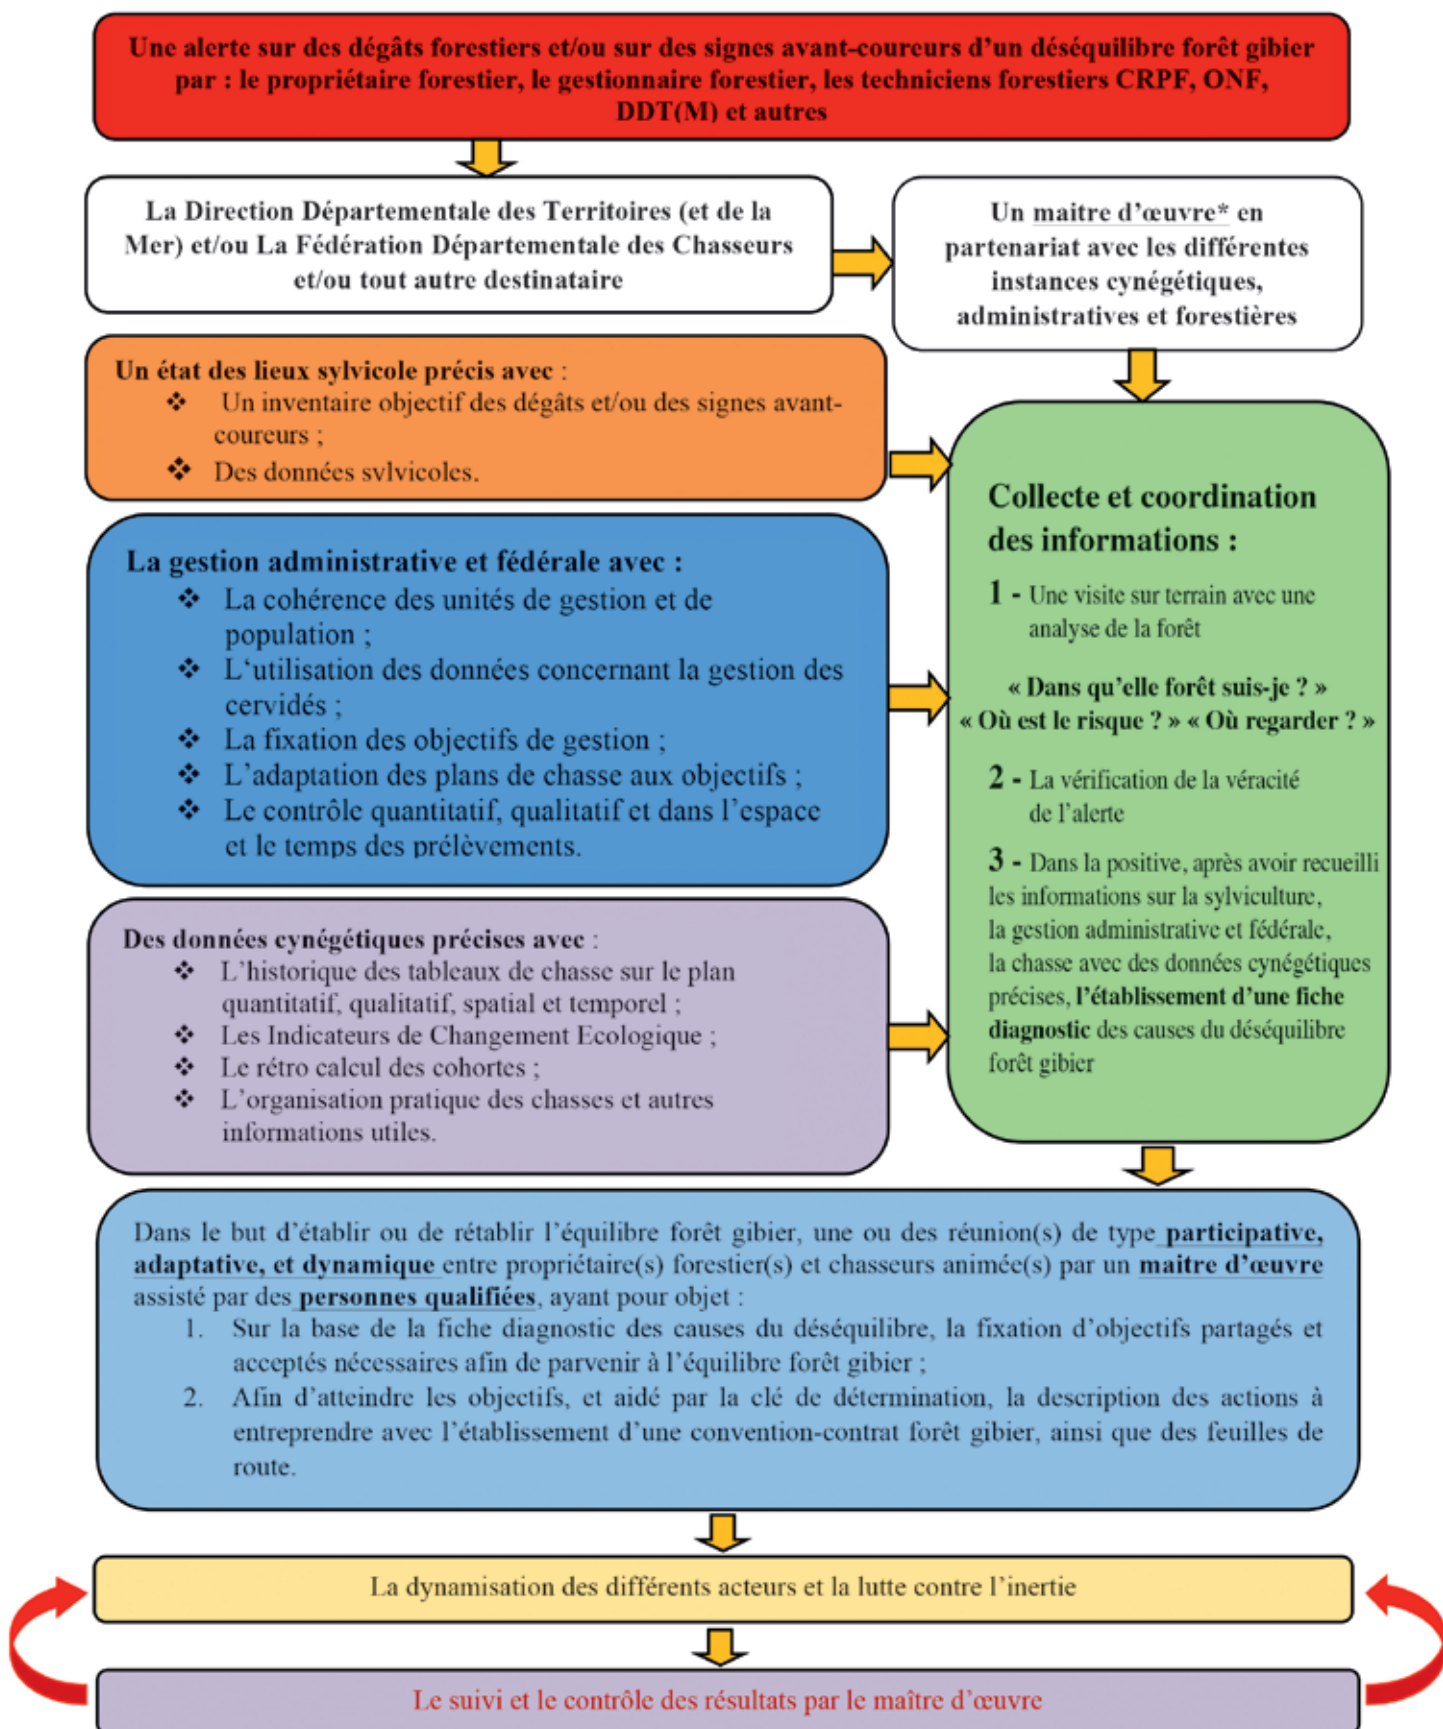 Une alerte sur des dégâts forestiers et/ou sur des signes avant-coureurs d'un déséquilibre forêt gibier
par : le propriétaire forestier, le gestionnaire forestier, les techniciens forestiers CRPF, ONF,
DDT(M) et autres
La Direction Départementale des Territoires (et de la
Mer) et/ou La Fédération Départementale des Chasseurs
et/ou tout autre destinataire
Un maitre d'œuvre* en
partenariat avec les différentes
instances cynégétiques,
administratives et forestières
Un état des lieux sylvicole précis avec :
❖ Un inventaire objectif des dégâts et/ou des signes avant-
coureurs ;
❖ Des données sylvicoles.
La gestion administrative et fédérale avec :
❖ La cohérence des unités de gestion et de
population ;
❖ L'utilisation des données concernant la gestion des
cervidés ;
❖ La fixation des objectifs de gestion ;
❖ L'adaptation des plans de chasse aux objectifs ;
❖ Le contrôle quantitatif, qualitatif et dans l'espace
et le temps des prélèvements.
Des données cynégétiques précises avec :
❖ L'historique des tableaux de chasse sur le plan
quantitatif, qualitatif, spatial et temporel ;
❖ Les Indicateurs de Changement Ecologique ;
❖ Le rétro calcul des cohortes ;
❖ L'organisation pratique des chasses et autres
informations utiles.
Collecte et coordination
des informations :
1 - Une visite sur terrain avec une
analyse de la forêt
« Dans qu'elle forêt suis-je ? »
« Où est le risque ? » « Où regarder ? »
2 - La vérification de la véracité
de l'alerte
3 - Dans la positive, après avoir recueilli
les informations sur la sylviculture,
la gestion administrative et fédérale,
la chasse avec des données cynégétiques
précises, l'établissement d'une fiche
diagnostic des causes du déséquilibre
forêt gibier
Dans le but d'établir ou de rétablir l'équilibre forêt gibier, une ou des réunion(s) de type participative,
adaptative, et dynamique entre propriétaire(s) forestier(s) et chasseurs animée(s) par un maitre d'œuvre
assisté par des personnes qualifiées, ayant pour objet :
1. Sur la base de la fiche diagnostic des causes du déséquilibre, la fixation d'objectifs partagés et
acceptés nécessaires afin de parvenir à l'équilibre forêt gibier ;
2. Afin d'atteindre les objectifs, et aidé par la clé de détermination, la description des actions à
entreprendre avec l'établissement d'une convention-contrat forêt gibier, ainsi que des feuilles de
route.
La dynamisation des différents acteurs et la lutte contre l'inertie
Le suivi et le contrôle des résultats par le maître d'œuvre